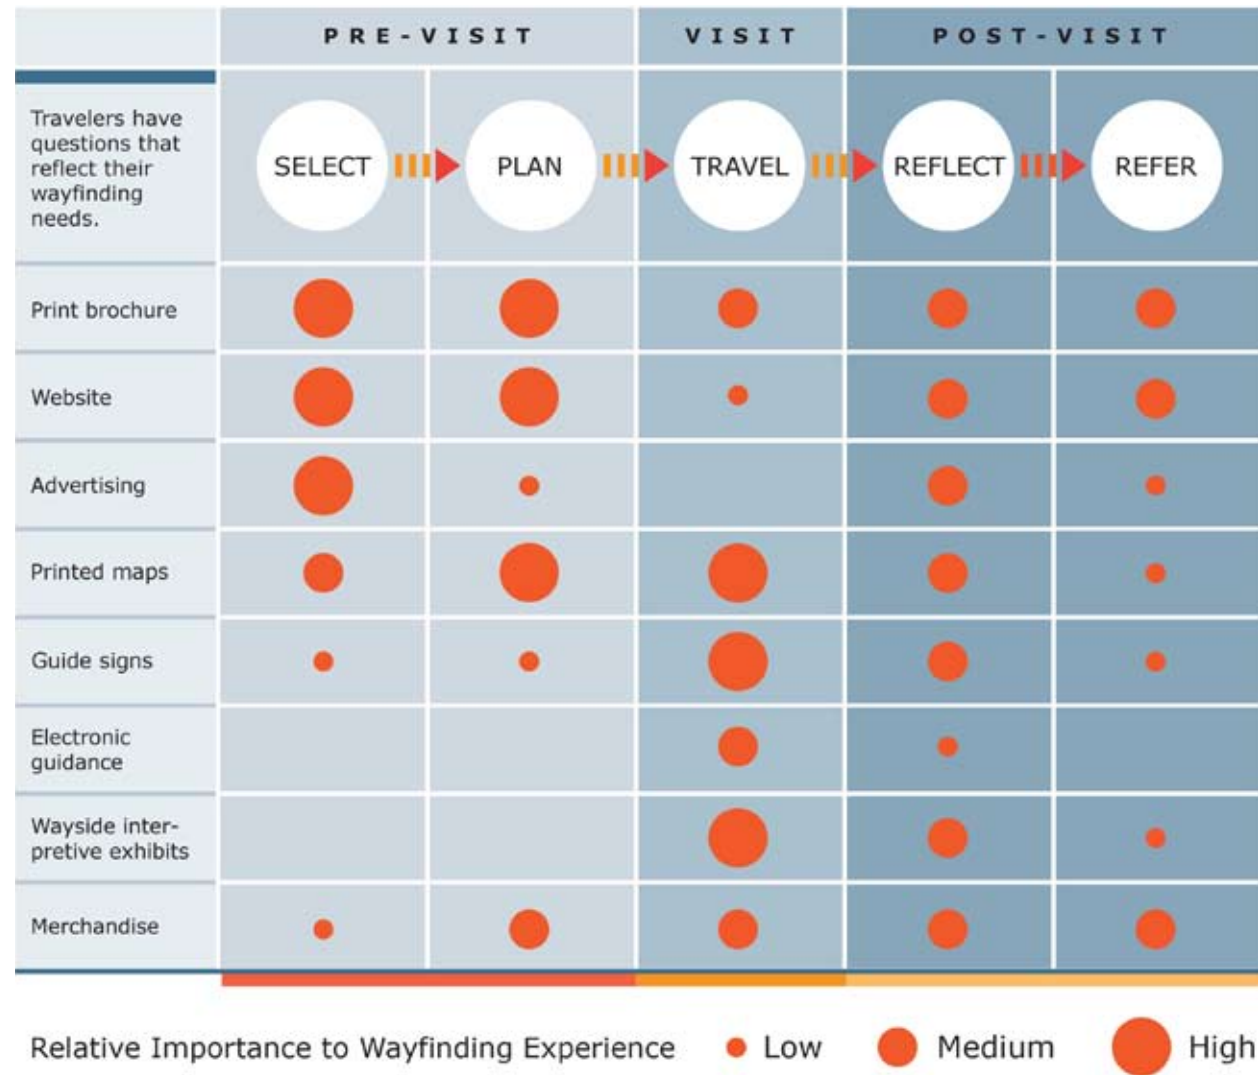 PRE-VISIT
VISIT
POST-VISIT
Travelers have
questions that
reflect their
wayfinding
needs.
SELECT
PLAN
TRAVEL
REFLECT
REFER
Print brochure
Website
Advertising
Printed maps
Guide signs
Electronic
guidance
Wayside inter-
pretive exhibits
Merchandise
Relative Importance to Wayfinding Experience
Low
Medium
High